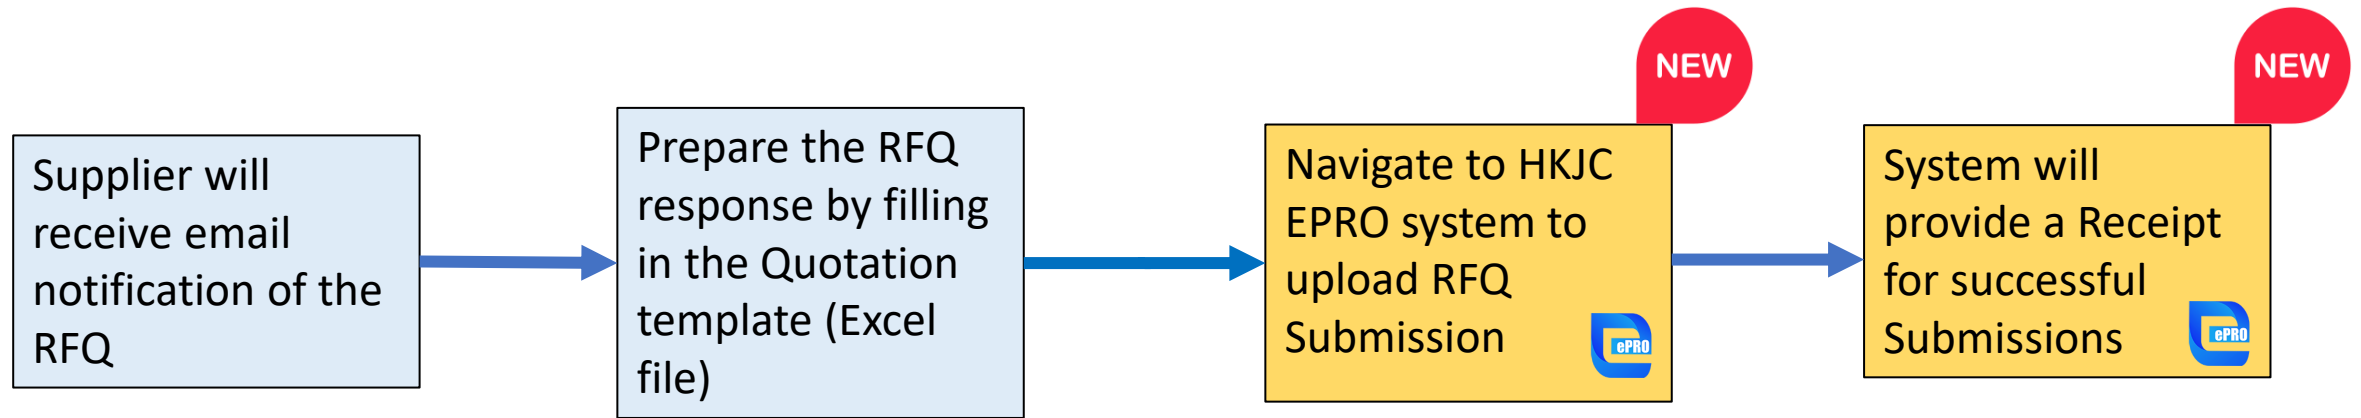 Supplier will
receive email
notification of the
RFQ
Prepare the RFQ
response by filling
in the Quotation
template (Excel
file)
NEW
Navigate to HKJC
EPRO system to
upload RFQ
Submission
ePRO
NEW
System will
provide a Receipt
for successful
Submissions
ePRO